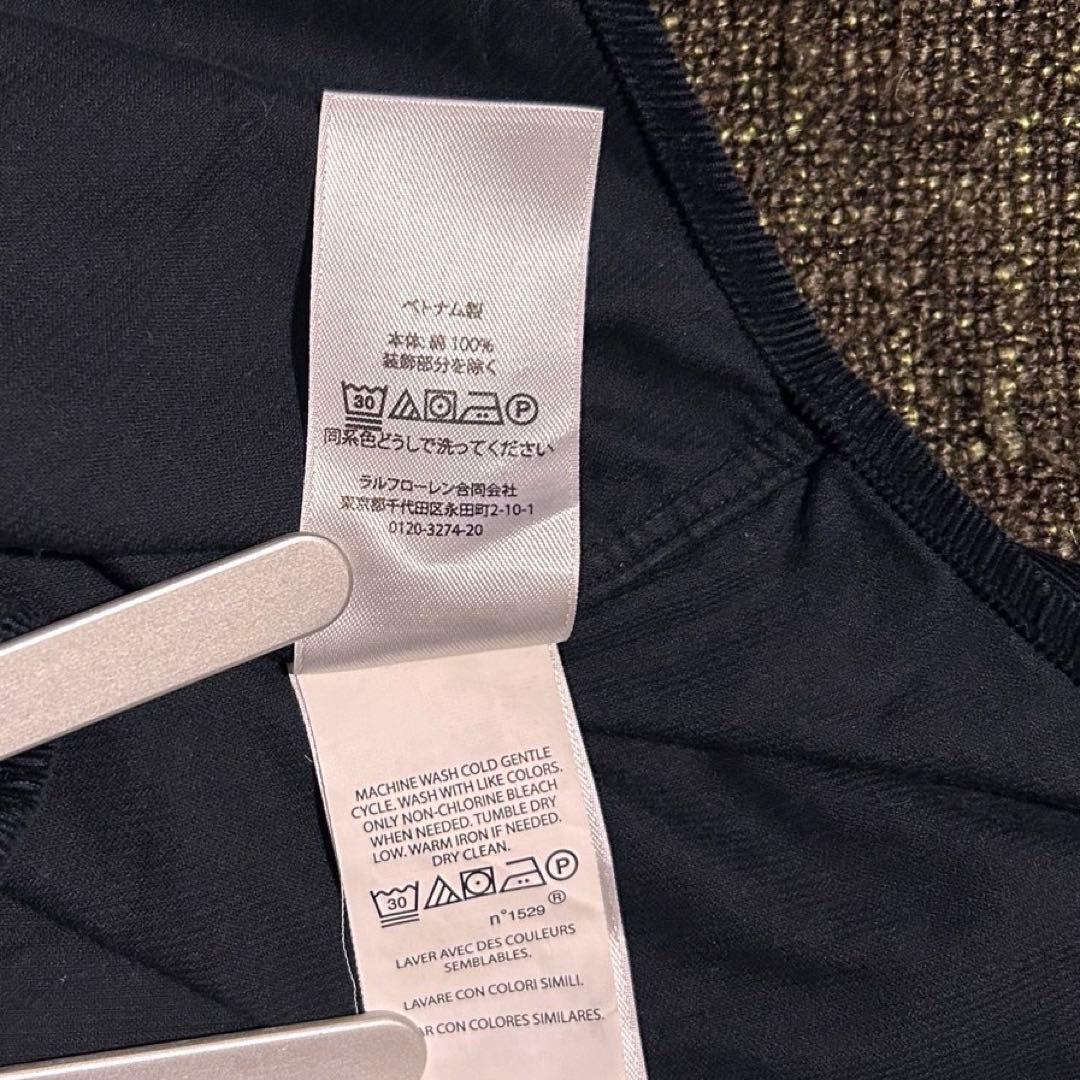 ベトナム製
本体: 綿 100%
装飾部分を除く
30 P
同系色どうしで洗ってください
ラルフローレン合同会社
東京都千代田区永田町2-10-1
0120-3274-20
MACHINE WASH COLD GENTLE
CYCLE. WASH WITH LIKE COLORS.
ONLY NON-CHLORINE BLEACH
WHEN NEEDED. TUMBLE DRY
LOW. WARM IRON IF NEEDED.
DRY CLEAN.
30 P
n°1529 ®
LAVER AVEC DES COULEURS
SEMBLABLES.
LAVARE CON COLORI SIMILI.
CON COLORES SIMILARES.